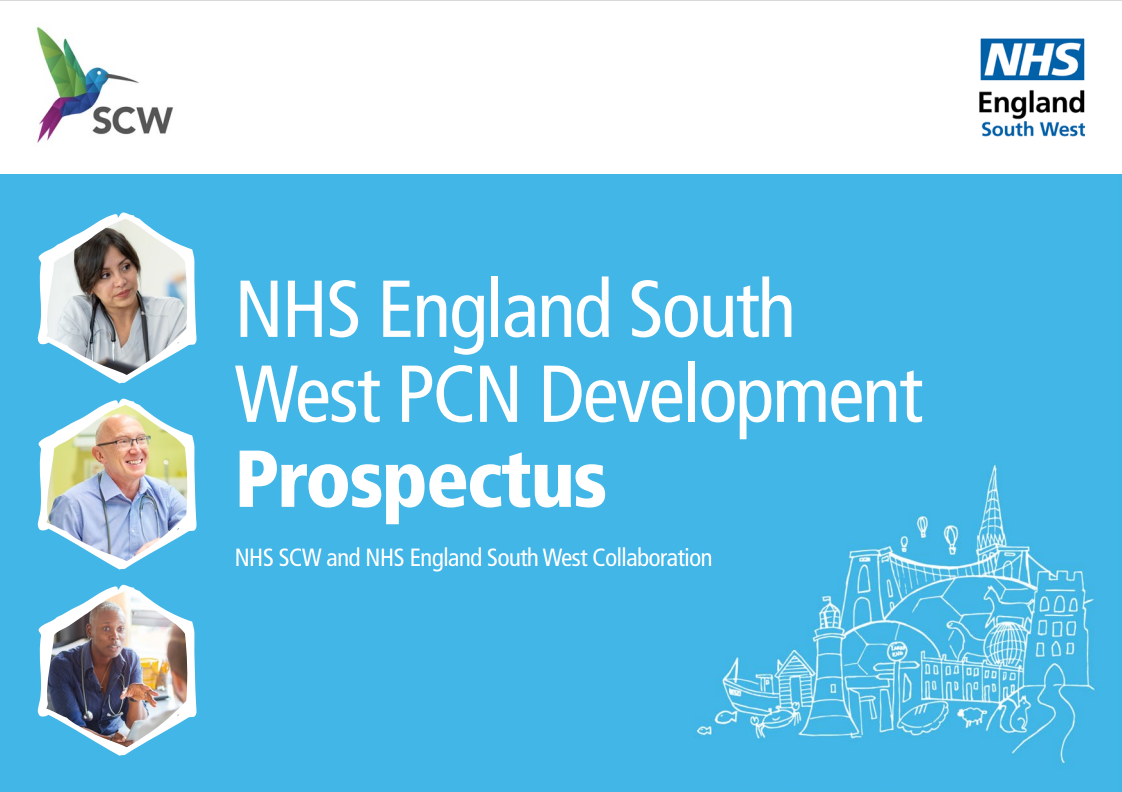 SCW
NHS
England
South West
NHS England South
West PCN Development
Prospectus
NHS SCW and NHS England South West Collaboration